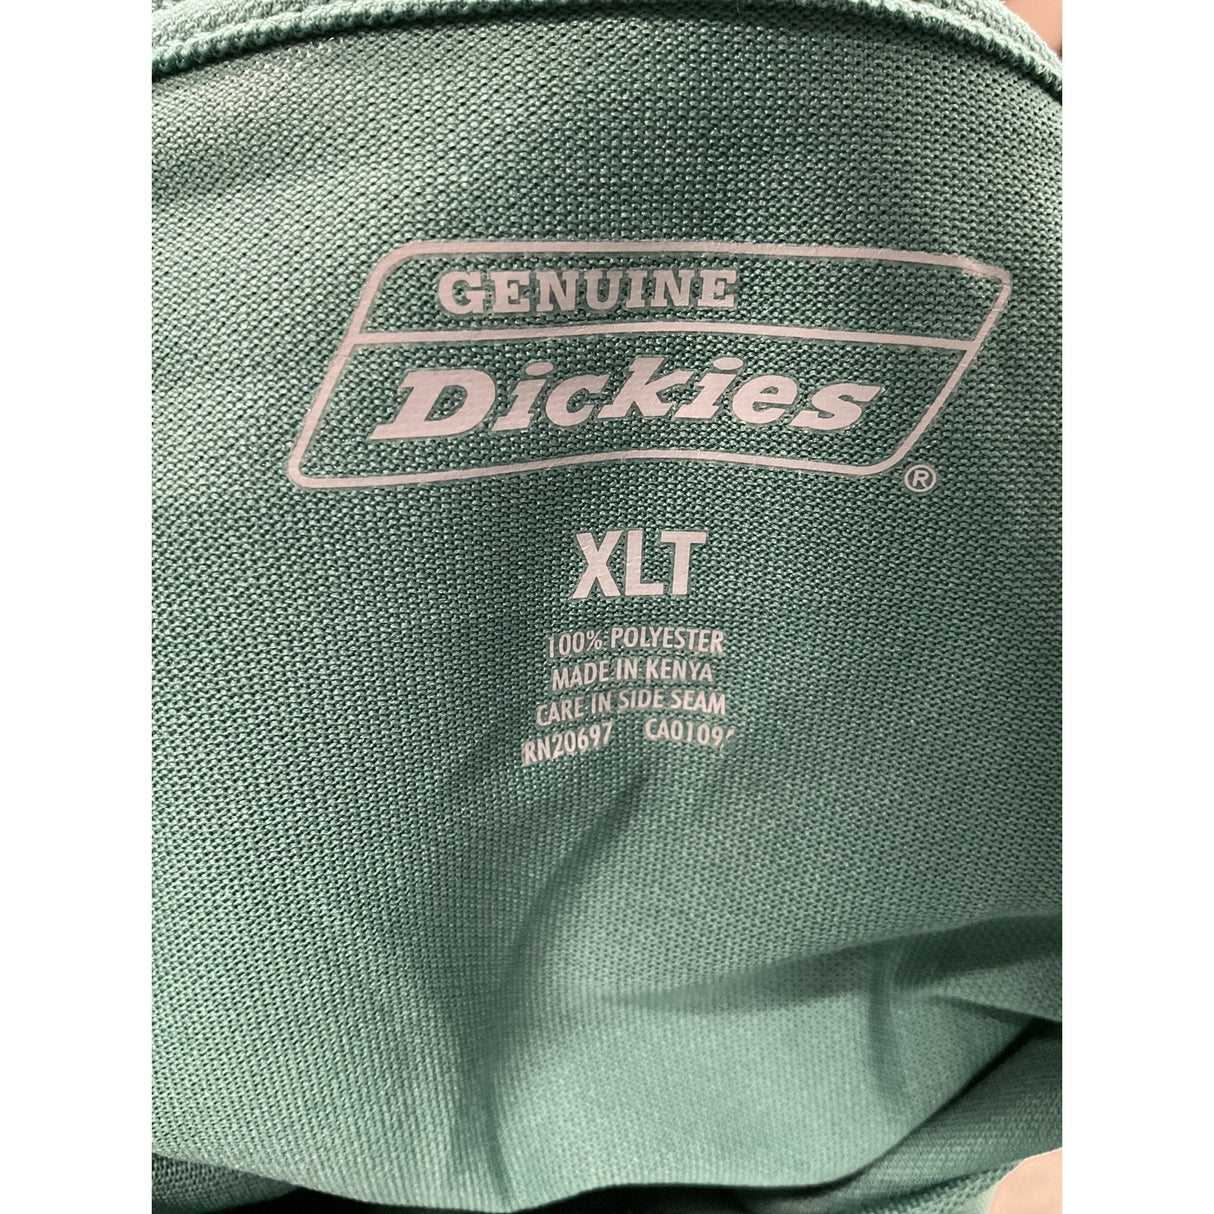 GENUINE
Dickies®
XLT
100% POLYESTER
MADE IN KENYA
CARE IN SIDE SEAM
RN20697